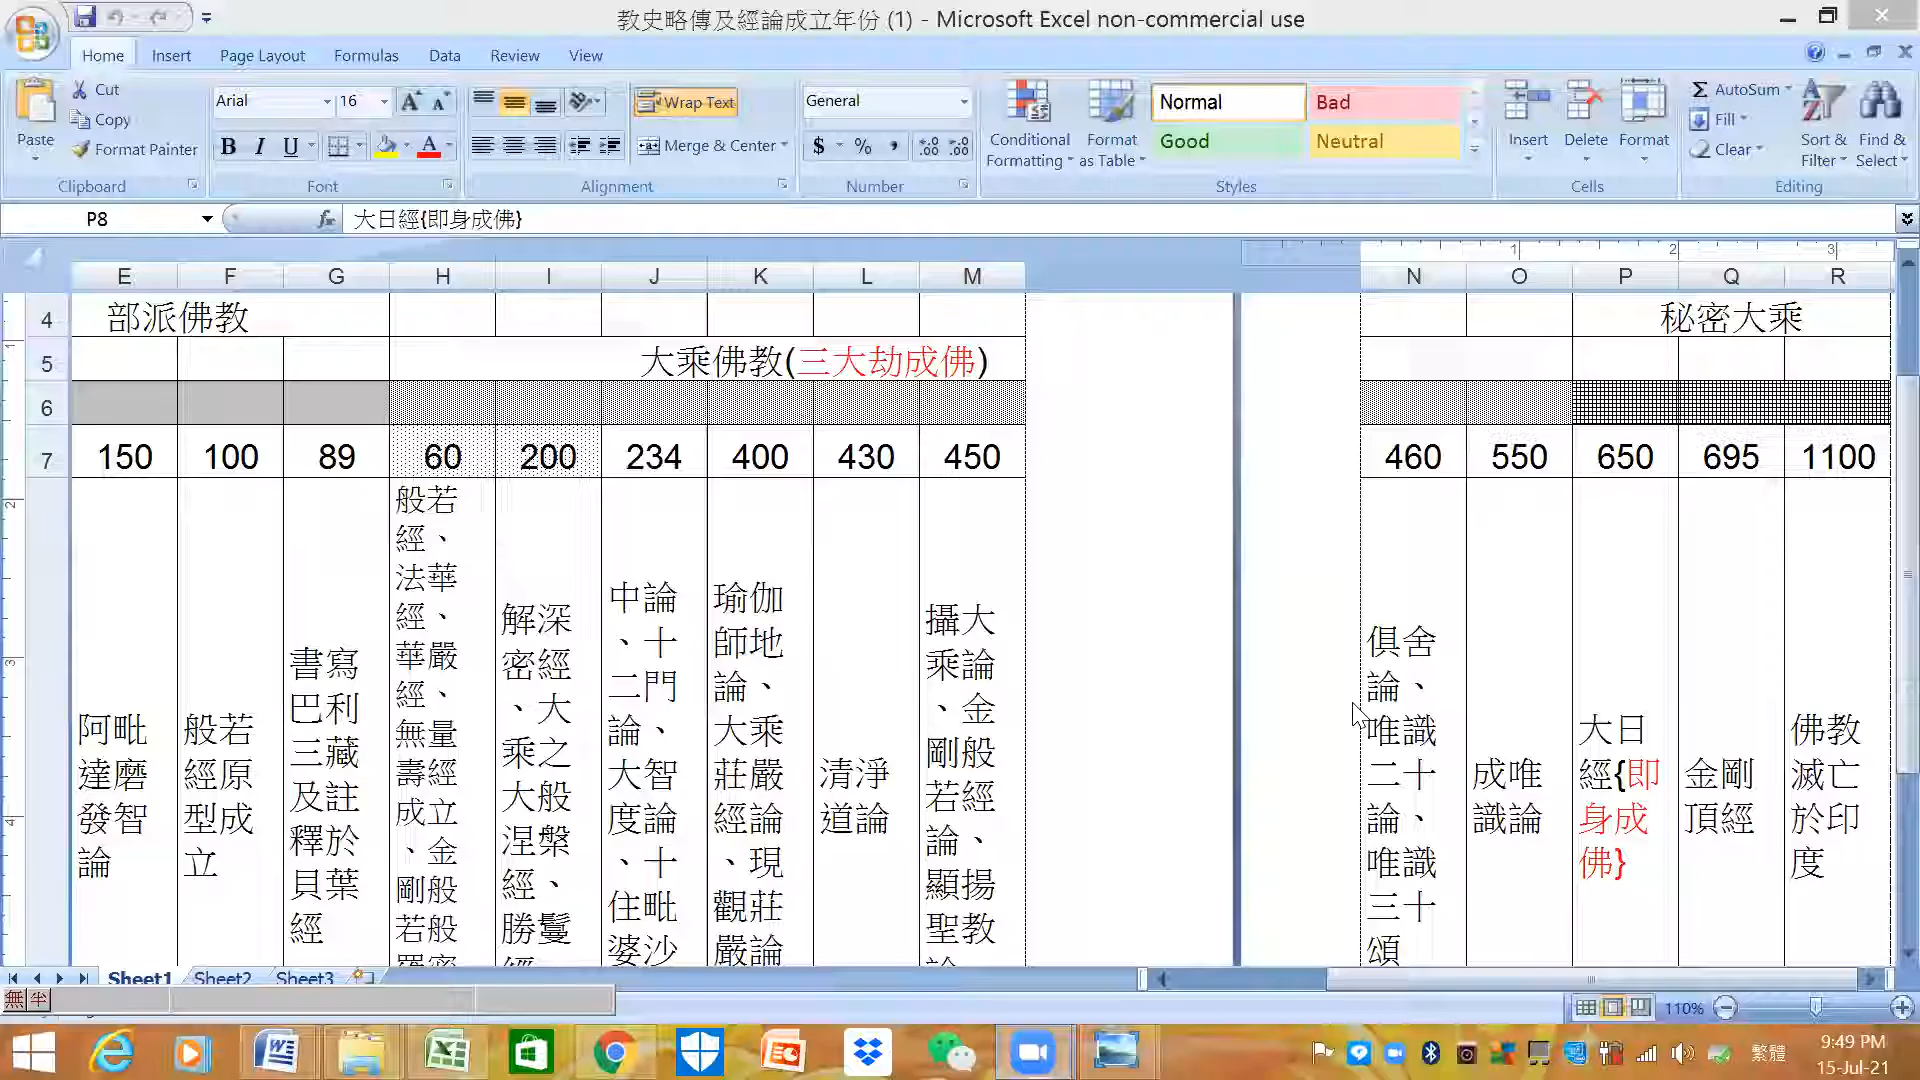 教史略傳及經論成立年份 (1) - Microsoft Excel non-commercial use
Home Insert Page Layout Formulas Data Review View
Paste
Cut
Copy
Format Painter
Clipboard
Arial 16
B I U
Font
Wrap Text
Merge & Center
Alignment
General
$ % ,
Number
Conditional Formatting
Format as Table
Normal Bad
Good Neutral
Styles
Insert Delete Format
Cells
AutoSum
Fill
Clear
Sort & Filter
Find & Select
Editing
P8 fx 大日經{即身成佛}
1 2 3
E F G H I J K L M N O P Q R
4 部派佛教 秘密大乘
5 大乘佛教(三大劫成佛)
6
7 150 100 89 60 200 234 400 430 450 460 550 650 695 1100
阿毗
達磨
發智
論
般若
經原
型成
立
書寫
巴利
三藏
及註
釋於
貝葉
經
般若
經、
法華
經、
華嚴
經、
無量
壽經
成立
、金
剛般
若般
解深
密經
、大
乘之
大般
涅槃
經、
勝鬘
中論
、十
二門
論、
大智
度論
、十
住毗
婆沙
瑜伽
師地
論、
大乘
莊嚴
經論
、現
觀莊
嚴論
清淨
道論
攝大
乘論
、金
剛般
若經
論、
顯揚
聖教
俱舍
論、
唯識
二十
論、
唯識
三十
頌
成唯
識論
大日
經{即
身成
佛}
金剛
頂經
佛教
滅亡
於印
度
Sheet1 Sheet2 Sheet3
無 半
110%
繁體
9:49 PM
15-Jul-21